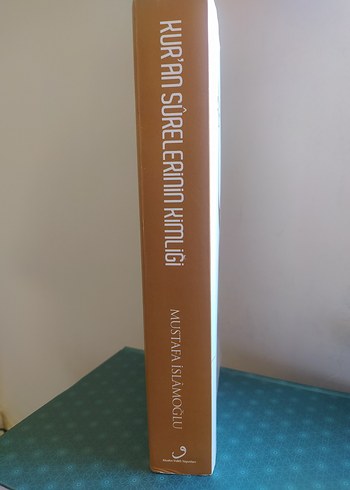 KUR'AN SÛRELERİNİN KİMLİĞİ
MUSTAFA İSLÂMOĞLU